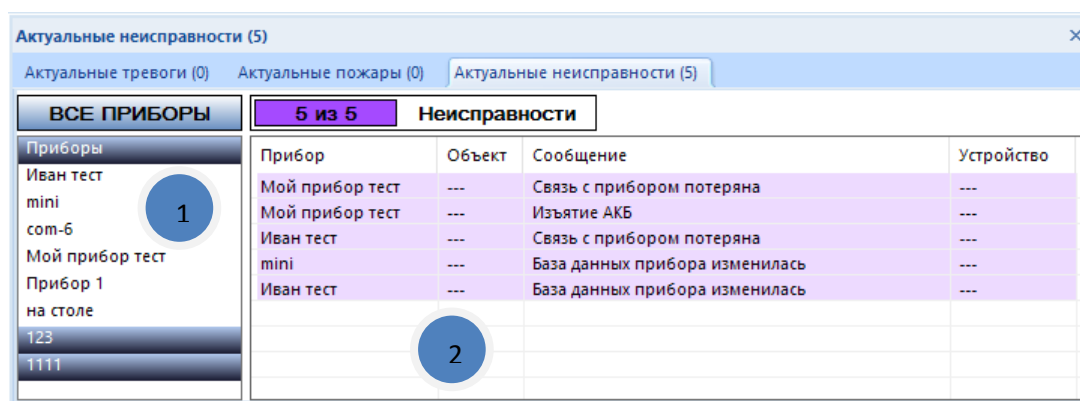 Актуальные неисправности (5)
Актуальные тревоги (0) Актуальные пожары (0) Актуальные неисправности (5)
ВСЕ ПРИБОРЫ 5 из 5 Неисправности
Приборы
Иван тест
mini
com-6
Мой прибор тест
Прибор 1
на столе
123
1111
1
Прибор Объект Сообщение Устройство
Мой прибор тест --- Связь с прибором потеряна ---
Мой прибор тест --- Изъятие АКБ ---
Иван тест --- Связь с прибором потеряна ---
mini --- База данных прибора изменилась ---
Иван тест --- База данных прибора изменилась ---
2